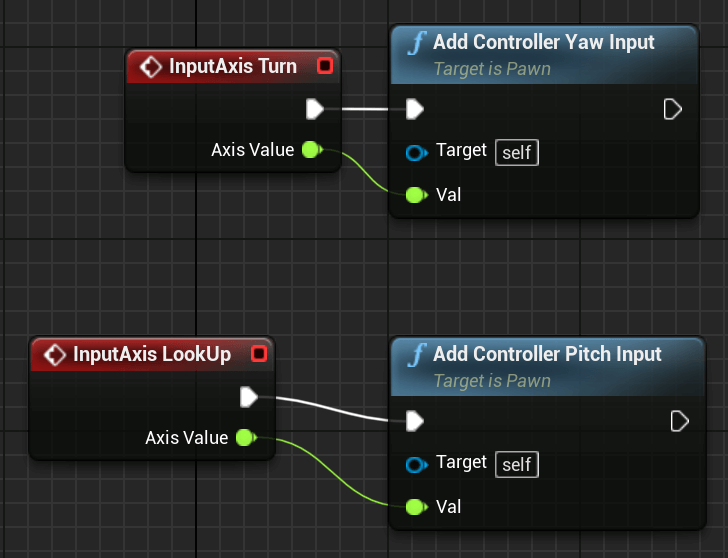 InputAxis Turn
Axis Value
Add Controller Yaw Input
Target is Pawn
Target self
Val
InputAxis LookUp
Axis Value
Add Controller Pitch Input
Target is Pawn
Target self
Val